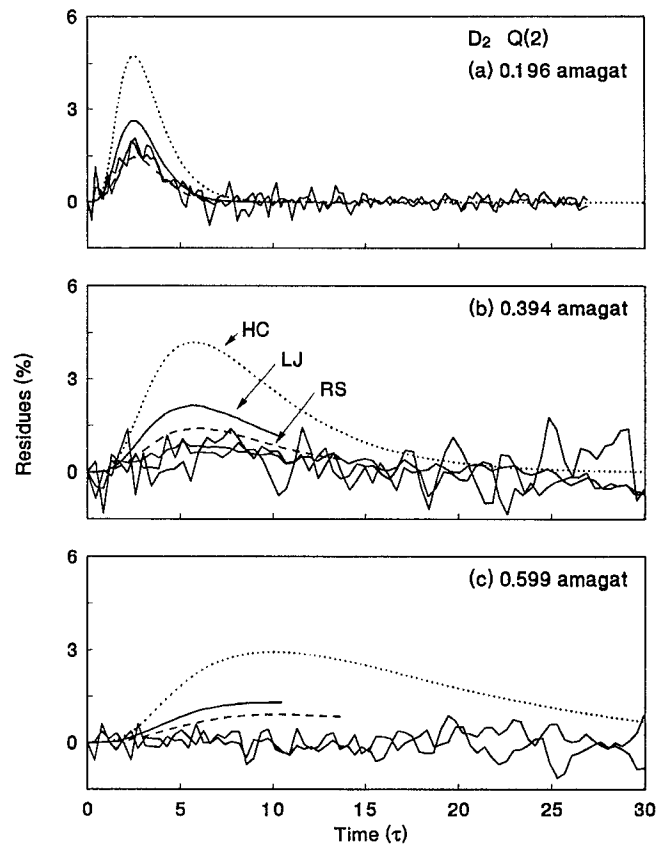 D2 Q(2)
(a) 0.196 amagat
6
3
0
(b) 0.394 amagat
HC
LJ
RS
6
3
0
Residues (%)
(c) 0.599 amagat
6
3
0
0 5 10 15 20 25 30
Time (τ)